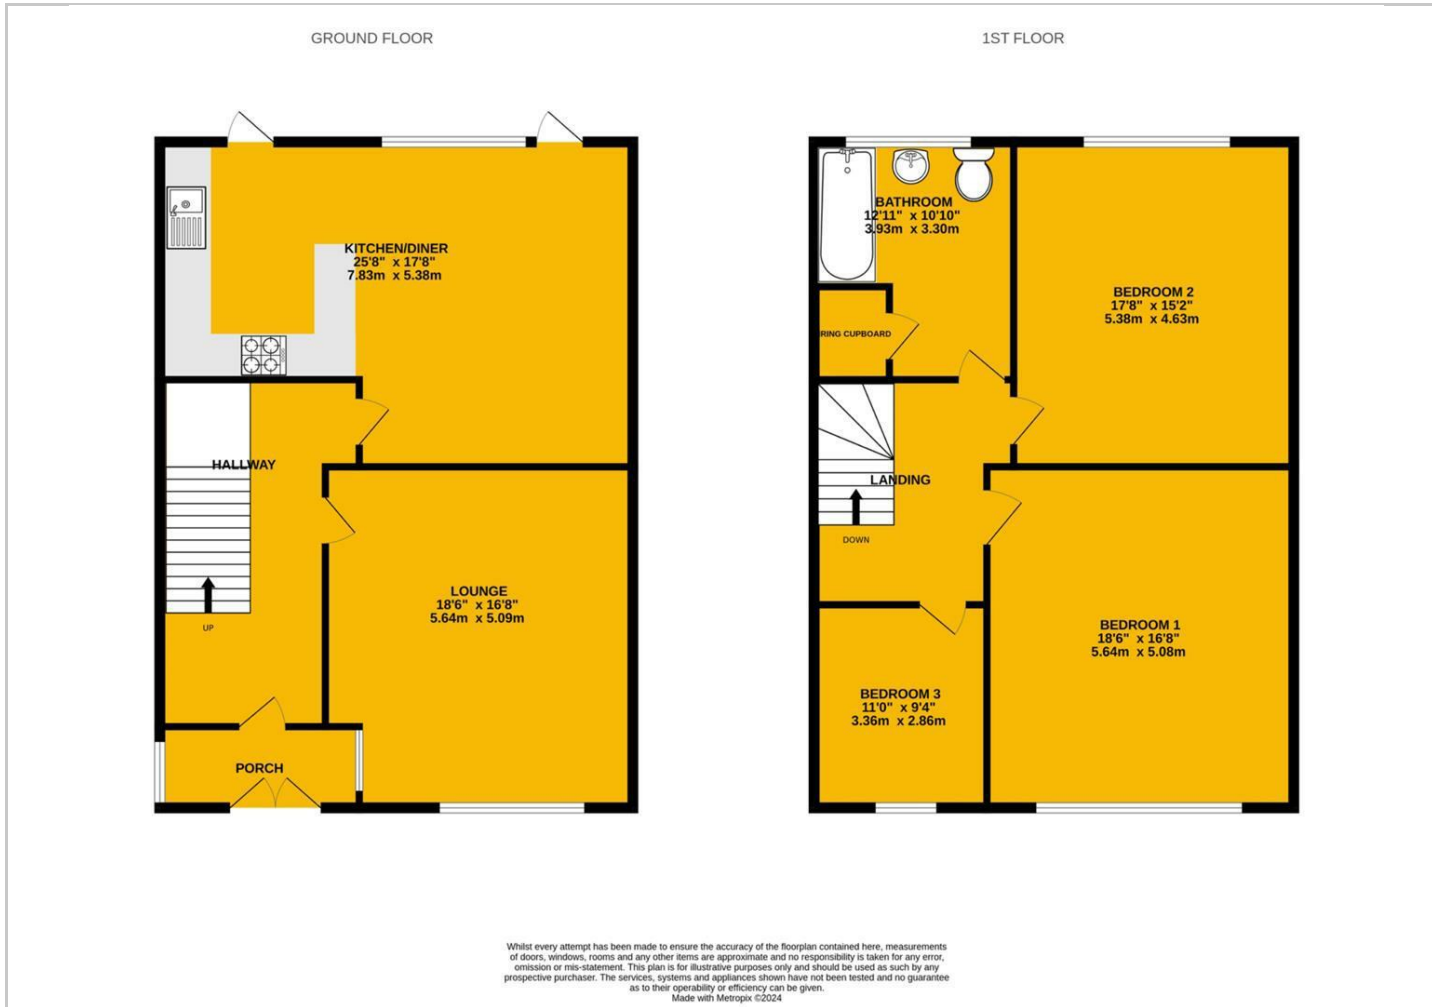 GROUND FLOOR
1ST FLOOR
KITCHEN/DINER
25'8" x 17'8"
7.83m x 5.38m
HALLWAY
UP
LOUNGE
18'6" x 16'8"
5.64m x 5.09m
PORCH
BATHROOM
12'11" x 10'10"
3.93m x 3.30m
RING CUPBOARD
BEDROOM 2
17'8" x 15'2"
5.38m x 4.63m
LANDING
DOWN
BEDROOM 1
18'6" x 16'8"
5.64m x 5.08m
BEDROOM 3
11'0" x 9'4"
3.36m x 2.86m
Whilst every attempt has been made to ensure the accuracy of the floorplan contained here, measurements
of doors, windows, rooms and any other items are approximate and no responsibility is taken for any error,
omission or mis-statement. This plan is for illustrative purposes only and should be used as such by any
prospective purchaser. The services, systems and appliances shown have not been tested and no guarantee
as to their operability or efficiency can be given.
Made with Metropix ©2024